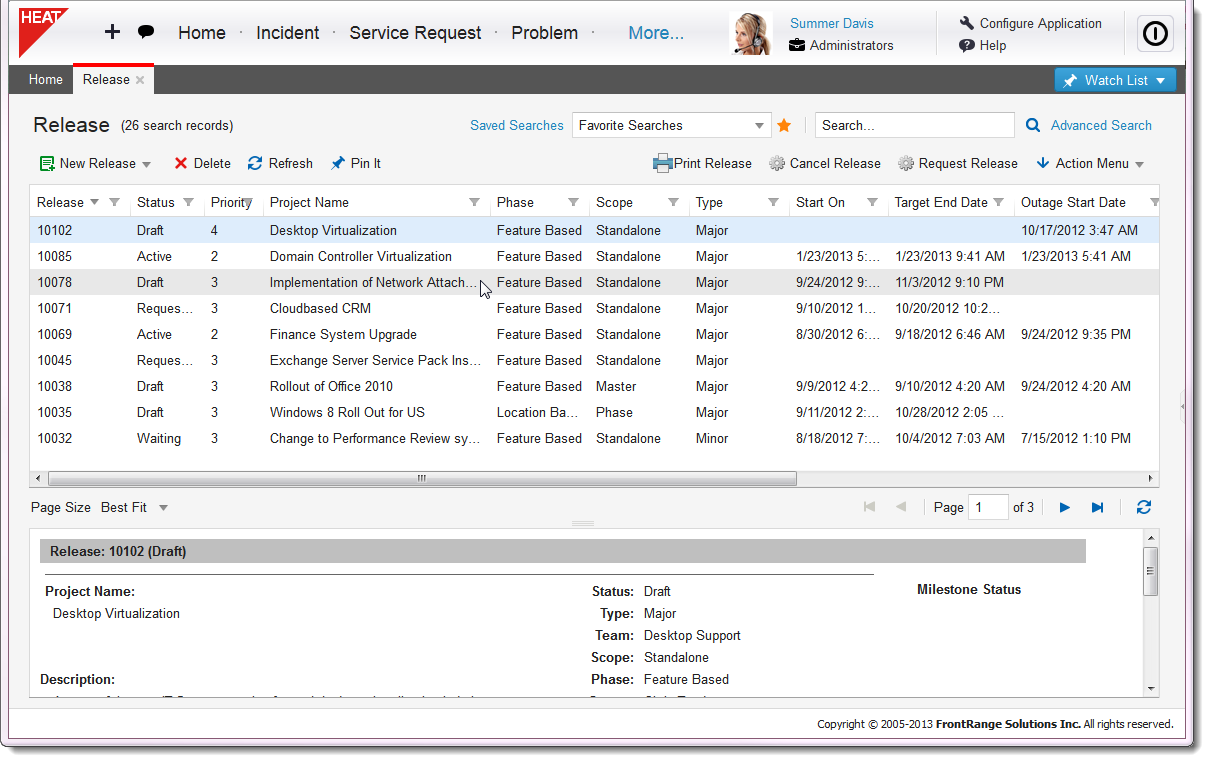 HEAT
Home · Incident · Service Request · Problem · More...
Summer Davis
Administrators
Configure Application
Help
Home
Release
Watch List
Release (26 search records)
Saved Searches
Favorite Searches
Search...
Advanced Search
New Release
Delete
Refresh
Pin It
Print Release
Cancel Release
Request Release
Action Menu
Release Status Priority Project Name Phase Scope Type Start On Target End Date Outage Start Date
10102 Draft 4 Desktop Virtualization Feature Based Standalone Major 10/17/2012 3:47 AM
10085 Active 2 Domain Controller Virtualization Feature Based Standalone Major 1/23/2013 5:... 1/23/2013 9:41 AM 1/23/2013 5:41 AM
10078 Draft 3 Implementation of Network Attach... Feature Based Standalone Major 9/24/2012 9:... 11/3/2012 9:10 PM
10071 Reques... 3 Cloudbased CRM Feature Based Standalone Major 9/10/2012 1... 10/20/2012 10:2...
10069 Active 2 Finance System Upgrade Feature Based Standalone Major 8/30/2012 6:... 9/18/2012 6:46 AM 9/24/2012 9:35 PM
10045 Reques... 3 Exchange Server Service Pack Ins... Feature Based Standalone Major
10038 Draft 3 Rollout of Office 2010 Feature Based Master Major 9/9/2012 4:2... 9/10/2012 4:20 AM 9/24/2012 4:20 AM
10035 Draft 3 Windows 8 Roll Out for US Location Ba... Phase Major 9/11/2012 2:... 10/28/2012 2:05 ...
10032 Waiting 3 Change to Performance Review sy... Feature Based Standalone Minor 8/18/2012 7:... 10/4/2012 7:03 AM 7/15/2012 1:10 PM
Page Size Best Fit
Page 1 of 3
Release: 10102 (Draft)
Project Name:
Desktop Virtualization
Description:
Status: Draft
Type: Major
Team: Desktop Support
Scope: Standalone
Phase: Feature Based
Milestone Status
Copyright © 2005-2013 FrontRange Solutions Inc. All rights reserved.